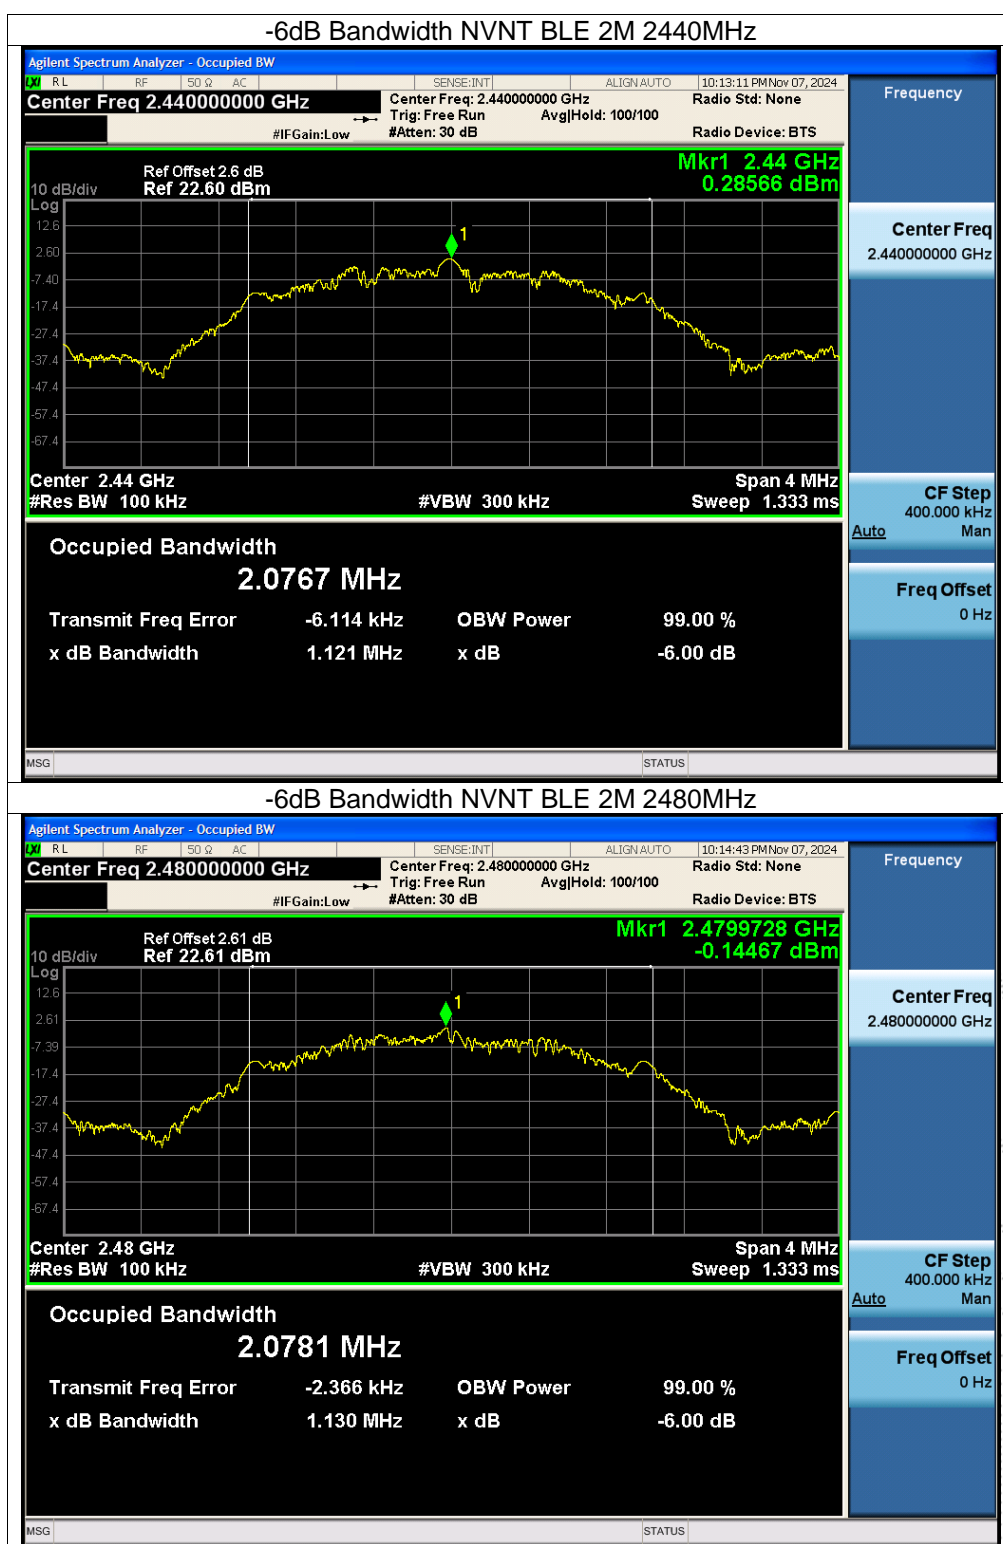 -6dB Bandwidth NVNT BLE 2M 2440MHz
Agilent Spectrum Analyzer - Occupied BW
LXI RL RF 50 Ω AC SENSE:INT ALIGN AUTO 10:13:11 PM Nov 07, 2024
Center Freq 2.440000000 GHz
Center Freq: 2.440000000 GHz
Radio Std: None
Trig: Free Run Avg|Hold: 100/100
#IFGain:Low #Atten: 30 dB Radio Device: BTS
Frequency
Mkr1 2.44 GHz
0.28566 dBm
Ref Offset 2.6 dB
10 dB/div Ref 22.60 dBm
Log
12.6
2.60
-7.40
-17.4
-27.4
-37.4
-47.4
-57.4
-67.4
1
Center 2.44 GHz Span 4 MHz
#Res BW 100 kHz #VBW 300 kHz Sweep 1.333 ms
Center Freq
2.440000000 GHz
CF Step
400.000 kHz
Auto Man
Freq Offset
0 Hz
Occupied Bandwidth
2.0767 MHz
Transmit Freq Error -6.114 kHz OBW Power 99.00 %
x dB Bandwidth 1.121 MHz x dB -6.00 dB
MSG STATUS
-6dB Bandwidth NVNT BLE 2M 2480MHz
Agilent Spectrum Analyzer - Occupied BW
LXI RL RF 50 Ω AC SENSE:INT ALIGN AUTO 10:14:43 PM Nov 07, 2024
Center Freq 2.480000000 GHz
Center Freq: 2.480000000 GHz
Radio Std: None
Trig: Free Run Avg|Hold: 100/100
#IFGain:Low #Atten: 30 dB Radio Device: BTS
Frequency
Mkr1 2.4799728 GHz
-0.14467 dBm
Ref Offset 2.61 dB
10 dB/div Ref 22.61 dBm
Log
12.6
2.61
-7.39
-17.4
-27.4
-37.4
-47.4
-57.4
-67.4
1
Center 2.48 GHz Span 4 MHz
#Res BW 100 kHz #VBW 300 kHz Sweep 1.333 ms
Center Freq
2.480000000 GHz
CF Step
400.000 kHz
Auto Man
Freq Offset
0 Hz
Occupied Bandwidth
2.0781 MHz
Transmit Freq Error -2.366 kHz OBW Power 99.00 %
x dB Bandwidth 1.130 MHz x dB -6.00 dB
MSG STATUS